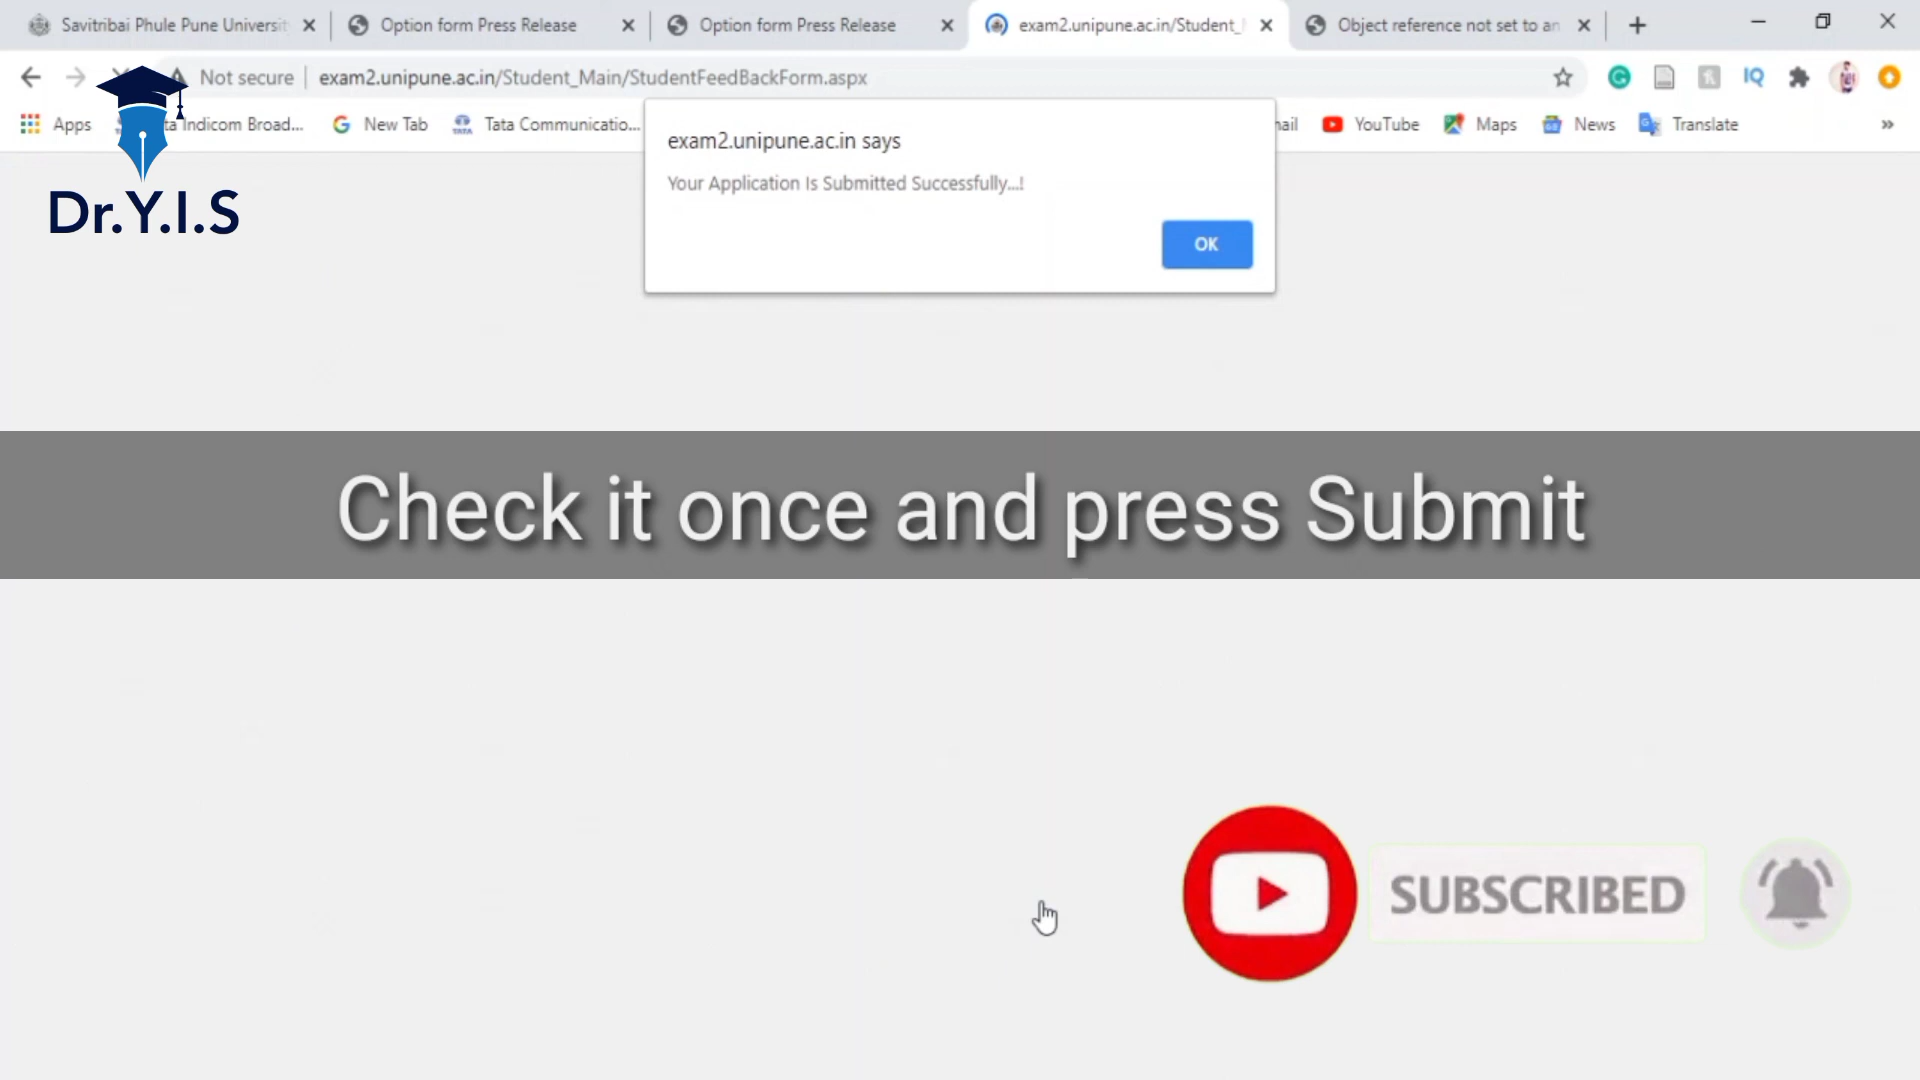 Savitribai Phule Pune Universit
Option form Press Release
Option form Press Release
exam2.unipune.ac.in/Student_
Object reference not set to an
Not secure
exam2.unipune.ac.in/Student_Main/StudentFeedBackForm.aspx
IQ
Apps
ta Indicom Broad...
New Tab
TATA
Tata Communicatio...
YouTube
Maps
News
Translate
exam2.unipune.ac.in says
Your Application Is Submitted Successfully...!
OK
Dr.Y.I.S
Check it once and press Submit
SUBSCRIBED